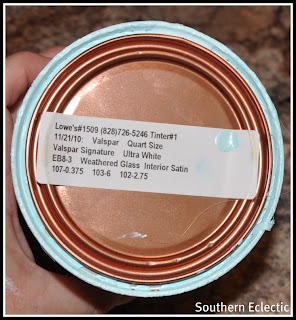 Lowe's#1509 (828)726-5246 Tinter#1
11/21/10: Valspar Quart Size
Valspar Signature Ultra White
EB8-3 Weathered Glass Interior Satin
107-0.375 103-6 102-2.75
Southern Eclectic